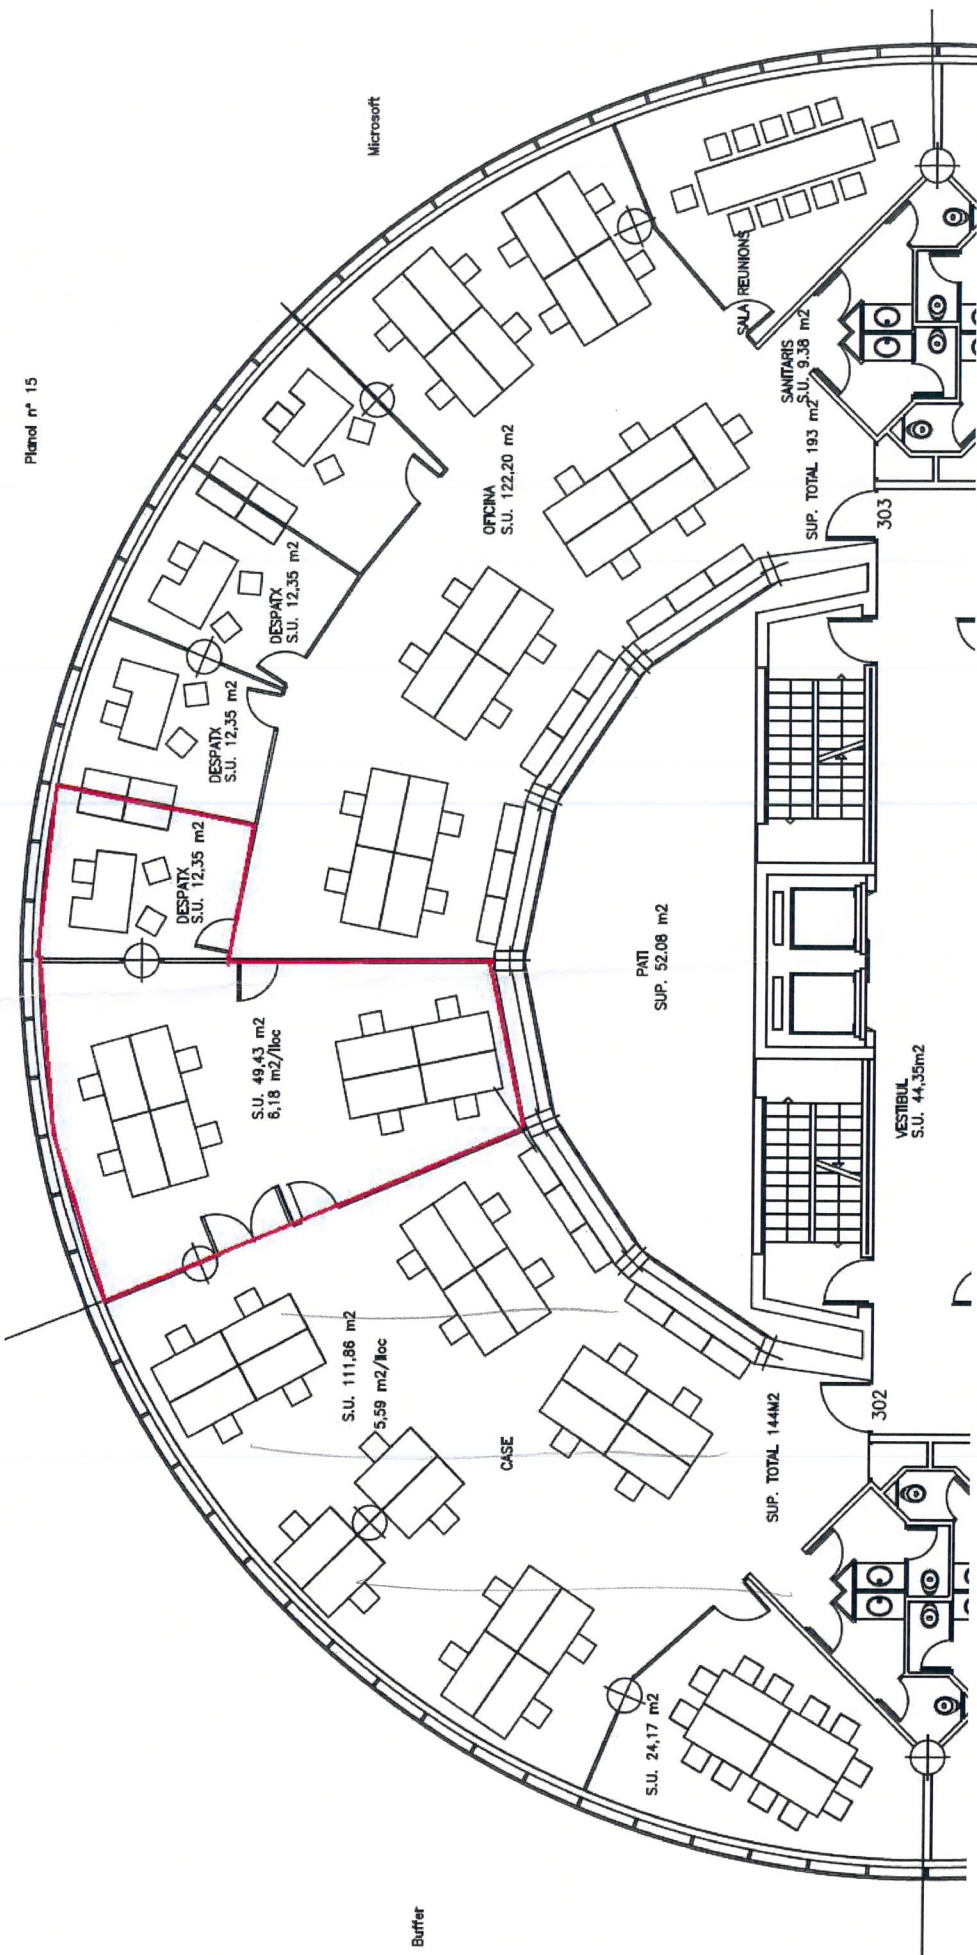 Planol nº 15
Microsoft
SALA REUNIONS
SANITARIS
S.U. 9.38 m2
SUP. TOTAL 193 m2
303
OFICINA
S.U. 122,20 m2
DESPATX
S.U. 12,35 m2
DESPATX
S.U. 12,35 m2
DESPATX
S.U. 12,35 m2
PATI
SUP. 52.08 m2
S.U. 49,43 m2
6,18 m2/lloc
VESTIBUL
S.U. 44,35m2
S.U. 111,86 m2
5,59 m2/lloc
CASE
SUP. TOTAL 144M2
302
S.U. 24,17 m2
Buffer